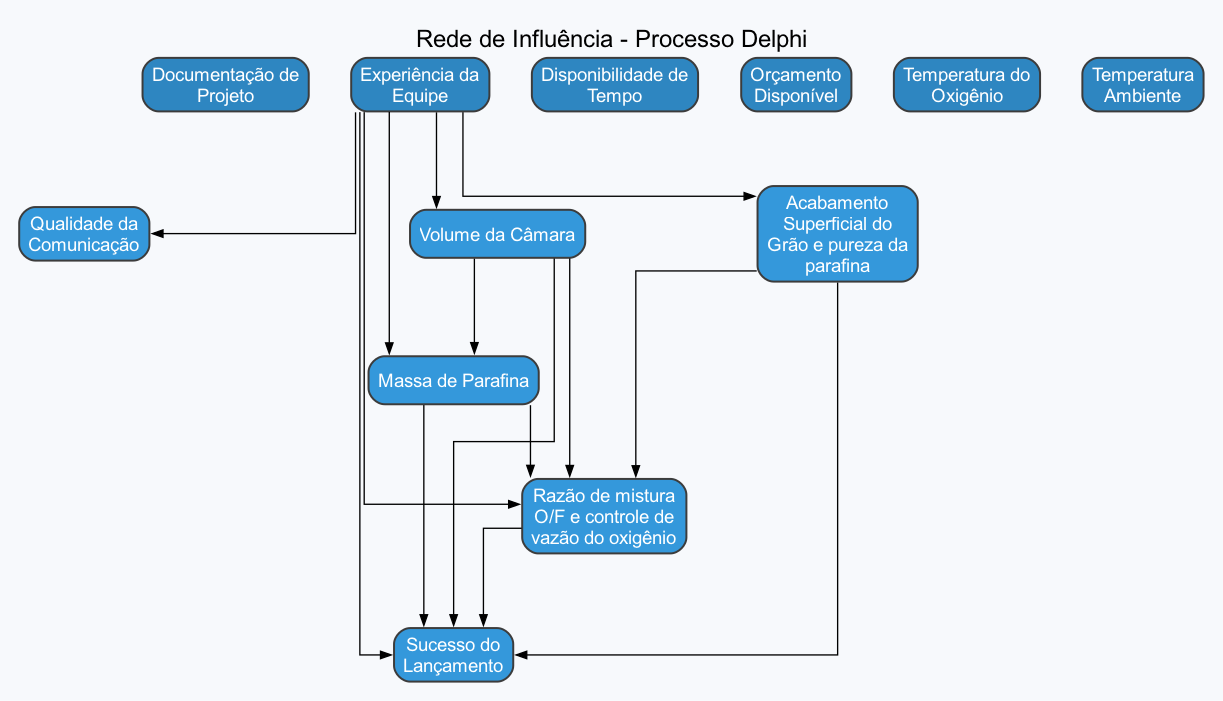 Rede de Influência - Processo Delphi
Documentação de
Projeto
Experiência da
Equipe
Disponibilidade de
Tempo
Orçamento
Disponível
Temperatura do
Oxigênio
Temperatura
Ambiente
Qualidade da
Comunicação
Volume da Câmara
Acabamento
Superficial do
Grão e pureza da
parafina
Massa de Parafina
Razão de mistura
O/F e controle de
vazão do oxigênio
Sucesso do
Lançamento